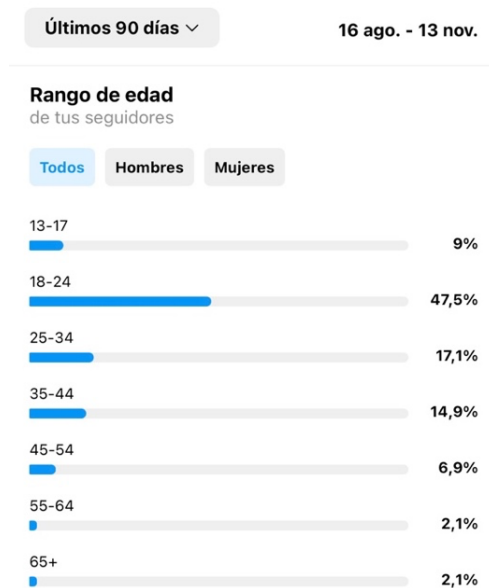 Últimos 90 días
16 ago. - 13 nov.
Rango de edad
de tus seguidores
Todos Hombres Mujeres
13-17
9%
18-24
47,5%
25-34
17,1%
35-44
14,9%
45-54
6,9%
55-64
2,1%
65+
2,1%